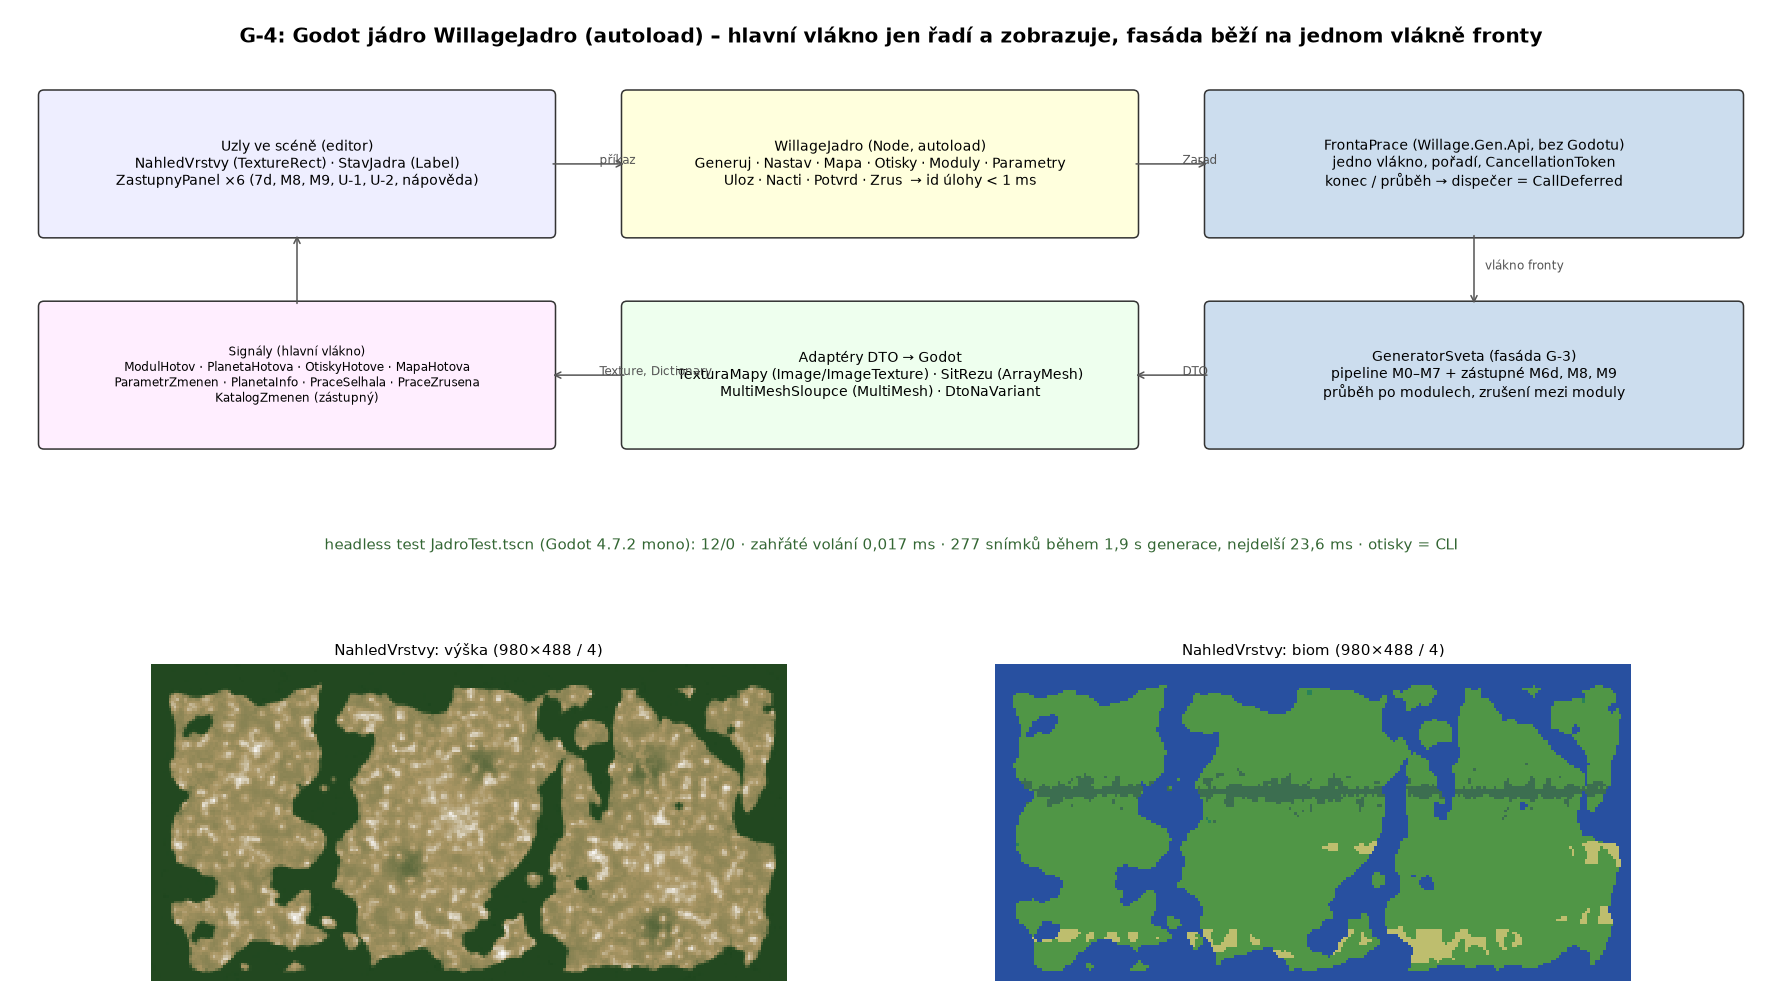 G-4: Godot jádro WillageJadro (autoload) – hlavní vlákno jen řadí a zobrazuje, fasáda běží na jednom vlákně fronty
Uzly ve scéně (editor)
NahledVrstvy (TextureRect) · StavJadra (Label)
ZastupnyPanel ×6 (7d, M8, M9, U-1, U-2, nápověda)
příkaz
WillageJadro (Node, autoload)
Generuj · Nastav · Mapa · Otisky · Moduly · Parametry
Uloz · Nacti · Potvrd · Zrus → id úlohy < 1 ms
Zarad
FrontaPrace (Willage.Gen.Api, bez Godotu)
jedno vlákno, pořadí, CancellationToken
konec / průběh → dispečer = CallDeferred
vlákno fronty
Signály (hlavní vlákno)
ModulHotov · PlanetaHotova · OtiskyHotove · MapaHotova
ParametrZmenen · PlanetaInfo · PraceSelhala · PraceZrusena
KatalogZmenen (zástupný)
Texture, Dictionary
Adaptéry DTO → Godot
TexturaMapy (Image/ImageTexture) · SitRezu (ArrayMesh)
MultiMeshSloupce (MultiMesh) · DtoNaVariant
DTO
GeneratorSveta (fasáda G-3)
pipeline M0–M7 + zástupné M6d, M8, M9
průběh po modulech, zrušení mezi moduly
headless test JadroTest.tscn (Godot 4.7.2 mono): 12/0 · zahřáté volání 0,017 ms · 277 snímků během 1,9 s generace, nejdelší 23,6 ms · otisky = CLI
NahledVrstvy: výška (980×488 / 4)
NahledVrstvy: biom (980×488 / 4)